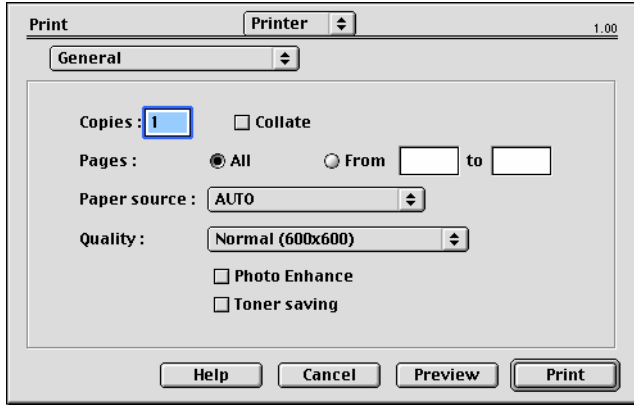 Print Printer 1.00
General
Copies : 1 Collate
Pages : All From to
Paper source : AUTO
Quality : Normal (600x600)
Photo Enhance
Toner saving
Help Cancel Preview Print